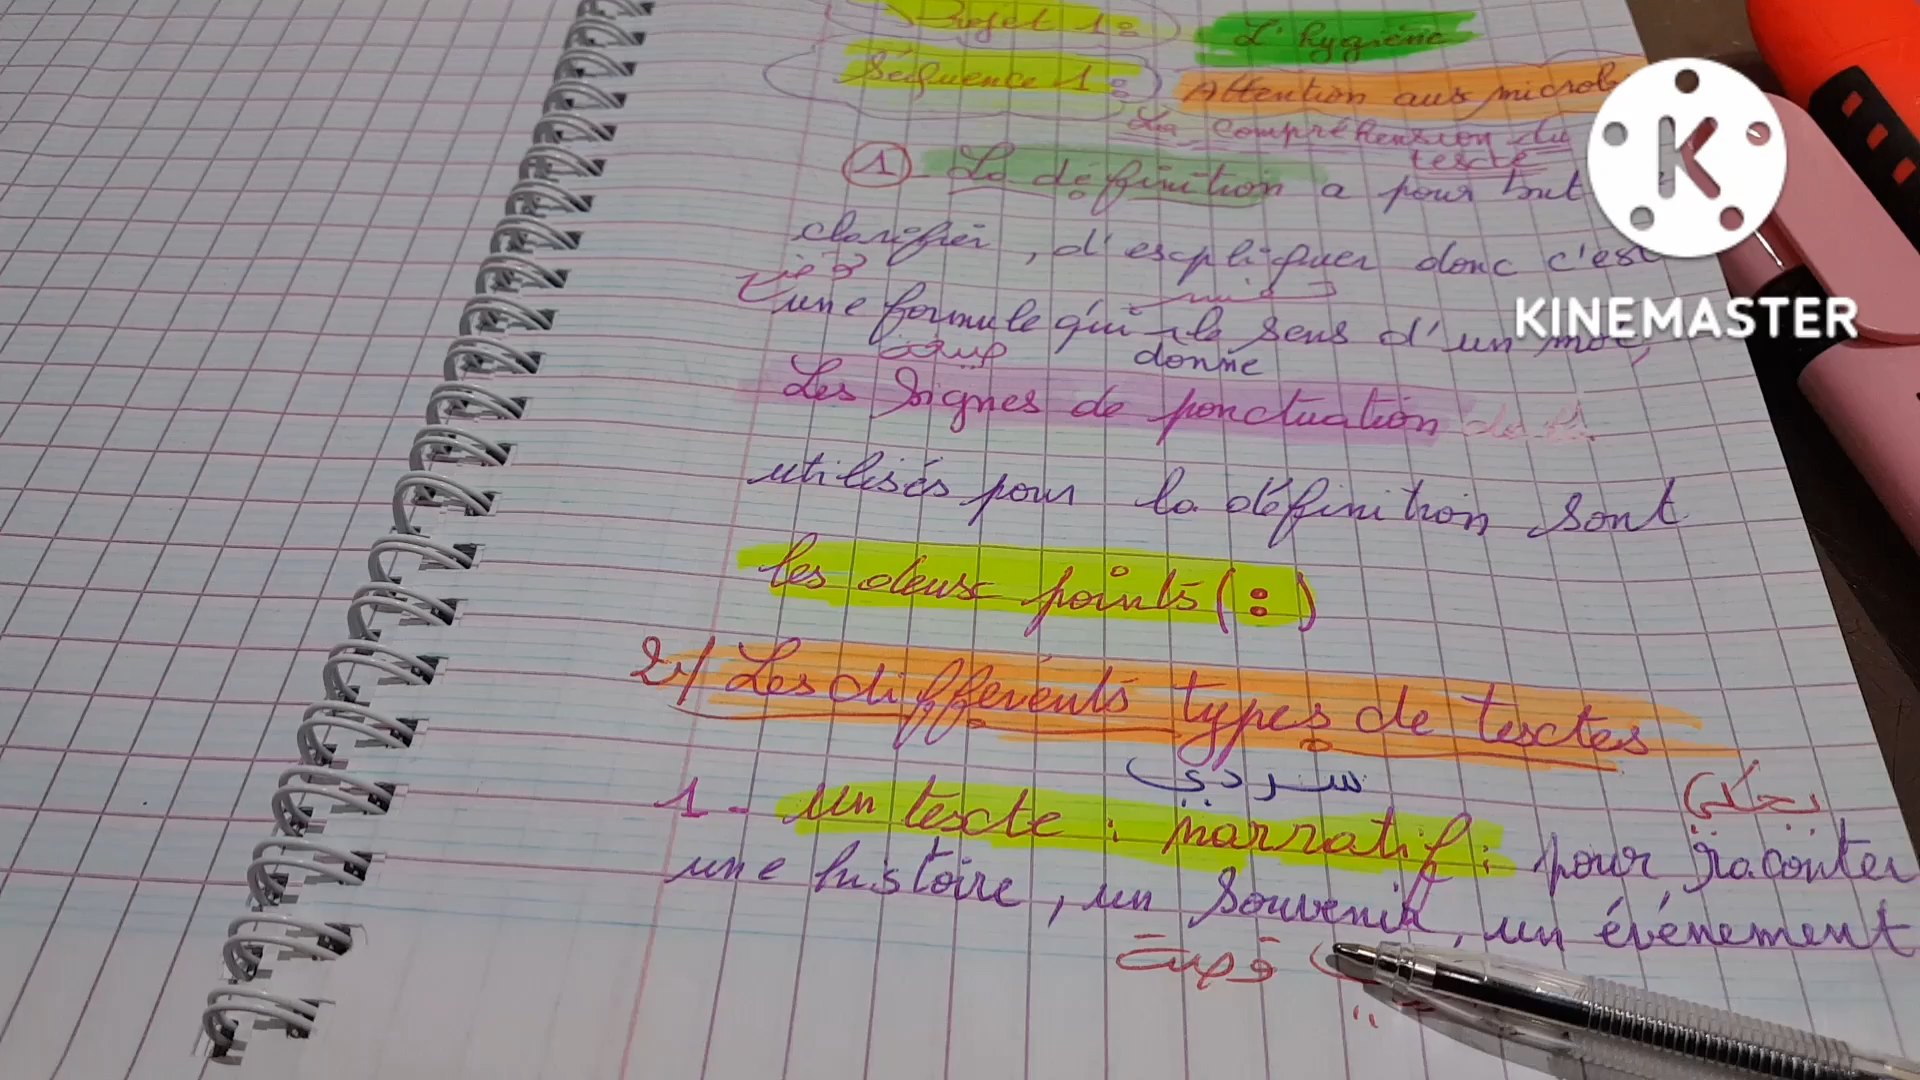 Projet 1: L'hygiène
Séquence 1: Attention aux microb
La compréhension du
texte
1 - La définition a pour but
clarifier, d'expliquer donc c'est
une formule qui le sens d'un mot,
donne
Les signes de ponctuation
utilisés pour la définition sont
les deux points (:)
2/ Les différents types de textes
سردي
1 - un texte : narratif : pour raconter
une histoire, un souvenir, un événement
قصة
KINEMASTER